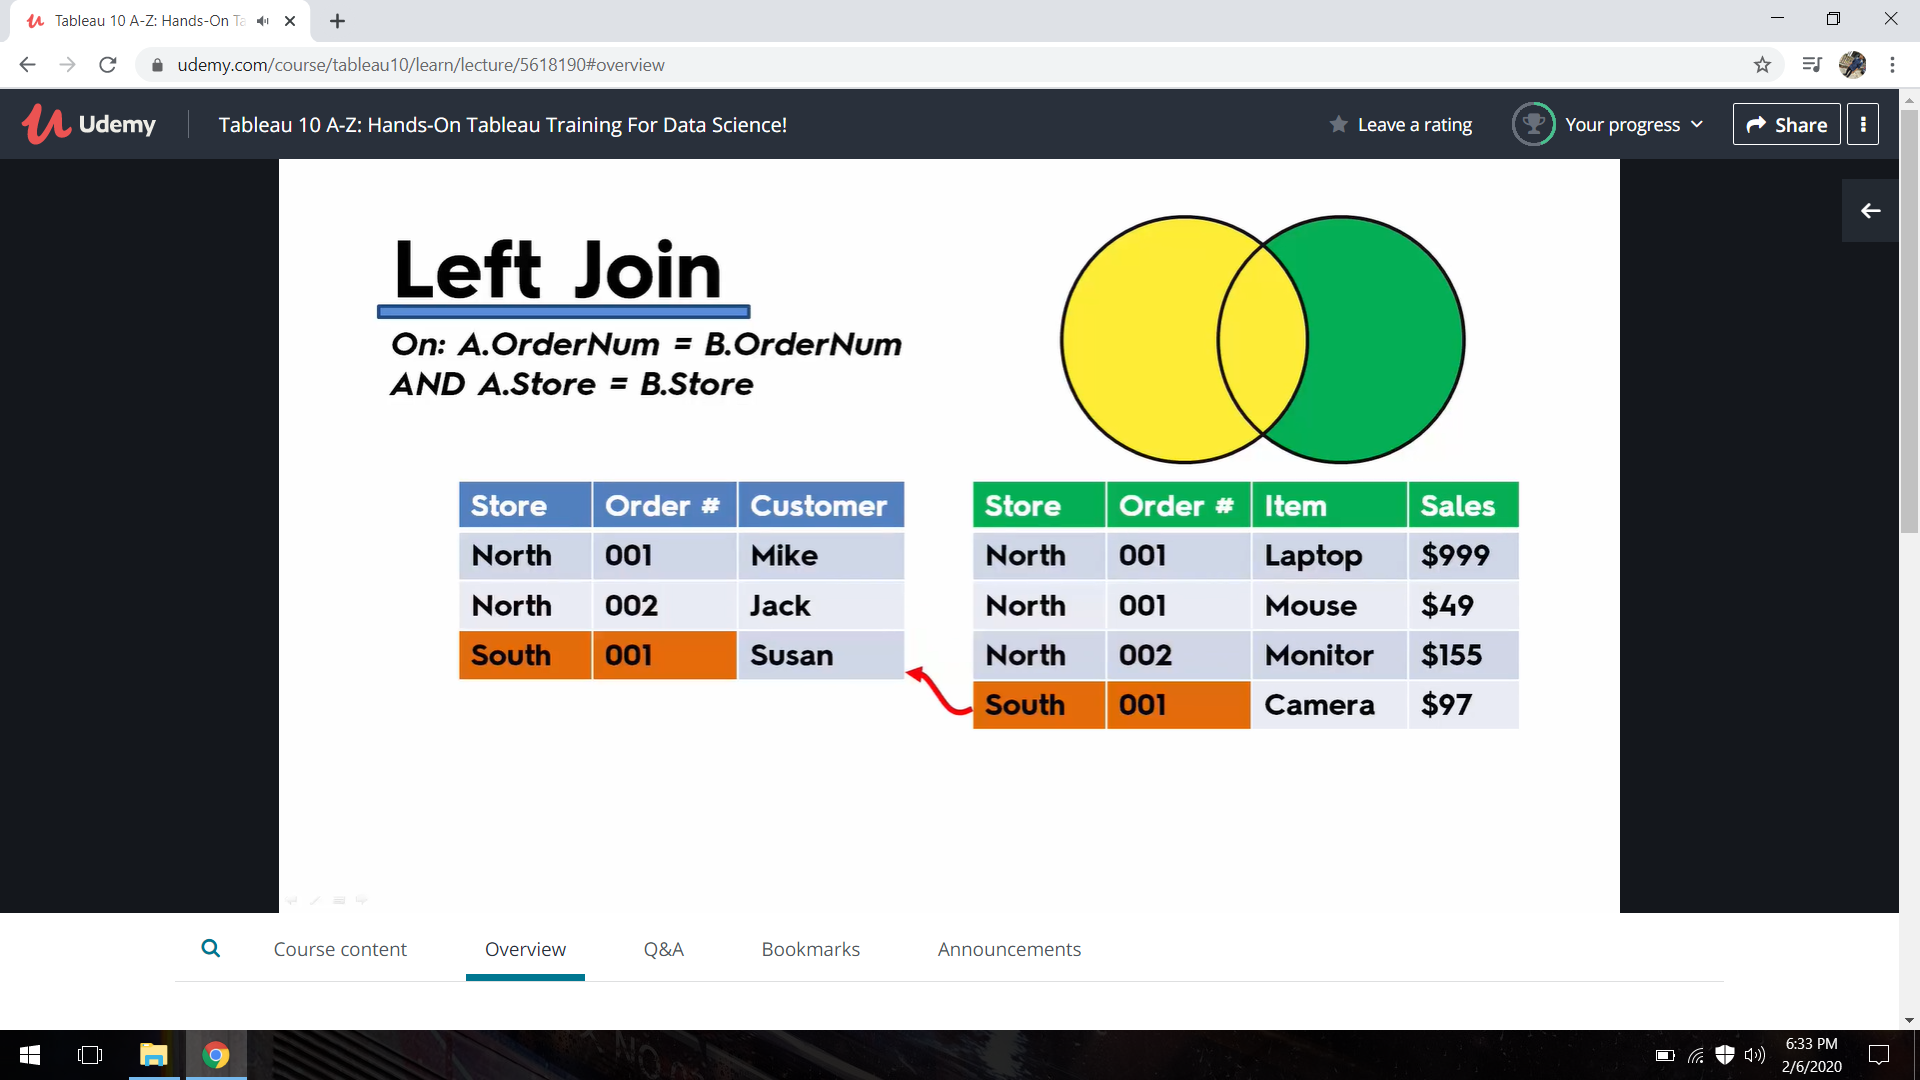 Tableau 10 A-Z: Hands-On Ta
udemy.com/course/tableau10/learn/lecture/5618190#overview
Udemy
Tableau 10 A-Z: Hands-On Tableau Training For Data Science!
Leave a rating
Your progress
Share
Left Join
On: A.OrderNum = B.OrderNum
AND A.Store = B.Store
Store Order # Customer
North 001 Mike
North 002 Jack
South 001 Susan
Store Order # Item Sales
North 001 Laptop $999
North 001 Mouse $49
North 002 Monitor $155
South 001 Camera $97
Course content Overview Q&A Bookmarks Announcements
6:33 PM
2/6/2020